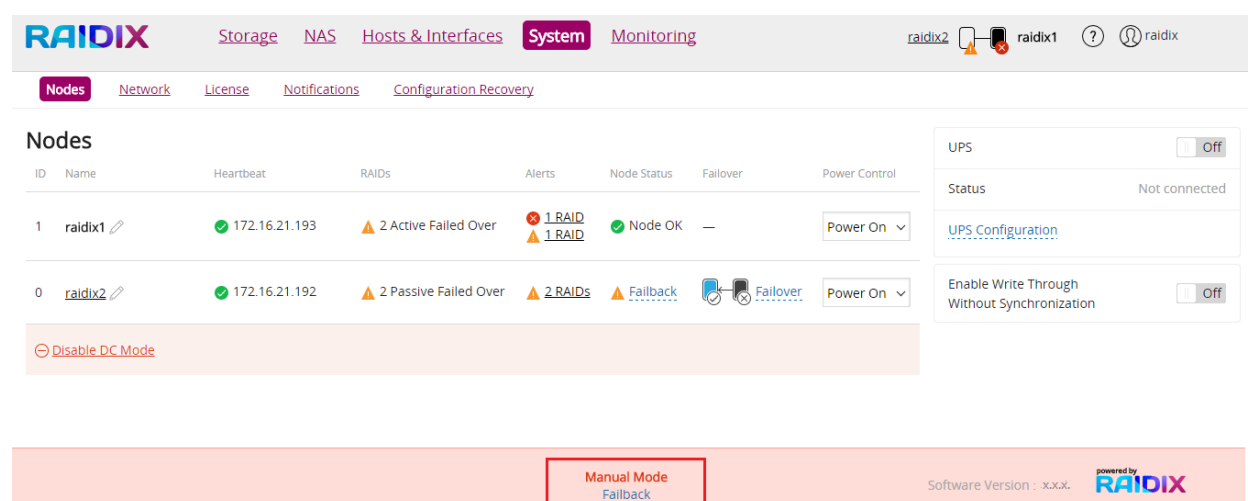 RAIDIX Storage NAS Hosts & Interfaces System Monitoring raidix2 raidix1 ? raidix
Nodes Network License Notifications Configuration Recovery
Nodes
ID Name Heartbeat RAIDs Alerts Node Status Failover Power Control
1 raidix1 172.16.21.193 2 Active Failed Over 1 RAID Node OK — Power On
1 RAID
0 raidix2 172.16.21.192 2 Passive Failed Over 2 RAIDs Failback Failover Power On
Disable DC Mode
UPS Off
Status Not connected
UPS Configuration
Enable Write Through
Without Synchronization Off
Manual Mode
Failback
Software Version : x.x.x.
powered by
RAIDIX